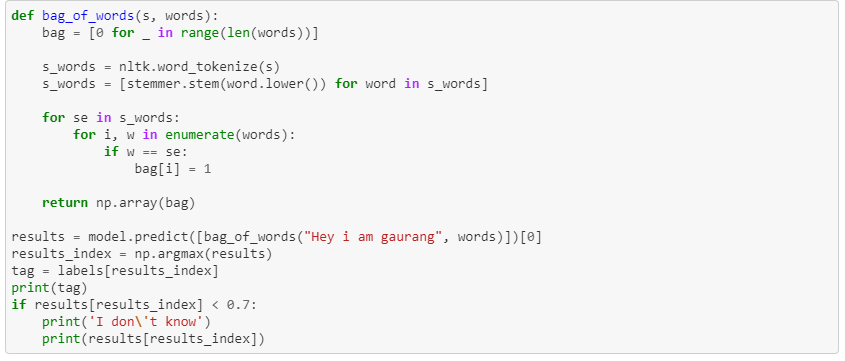 def bag_of_words(s, words):
    bag = [0 for _ in range(len(words))]

    s_words = nltk.word_tokenize(s)
    s_words = [stemmer.stem(word.lower()) for word in s_words]

    for se in s_words:
        for i, w in enumerate(words):
            if w == se:
                bag[i] = 1

    return np.array(bag)

results = model.predict([bag_of_words("Hey i am gaurang", words)])[0]
results_index = np.argmax(results)
tag = labels[results_index]
print(tag)
if results[results_index] < 0.7:
    print('I don\'t know')
    print(results[results_index])